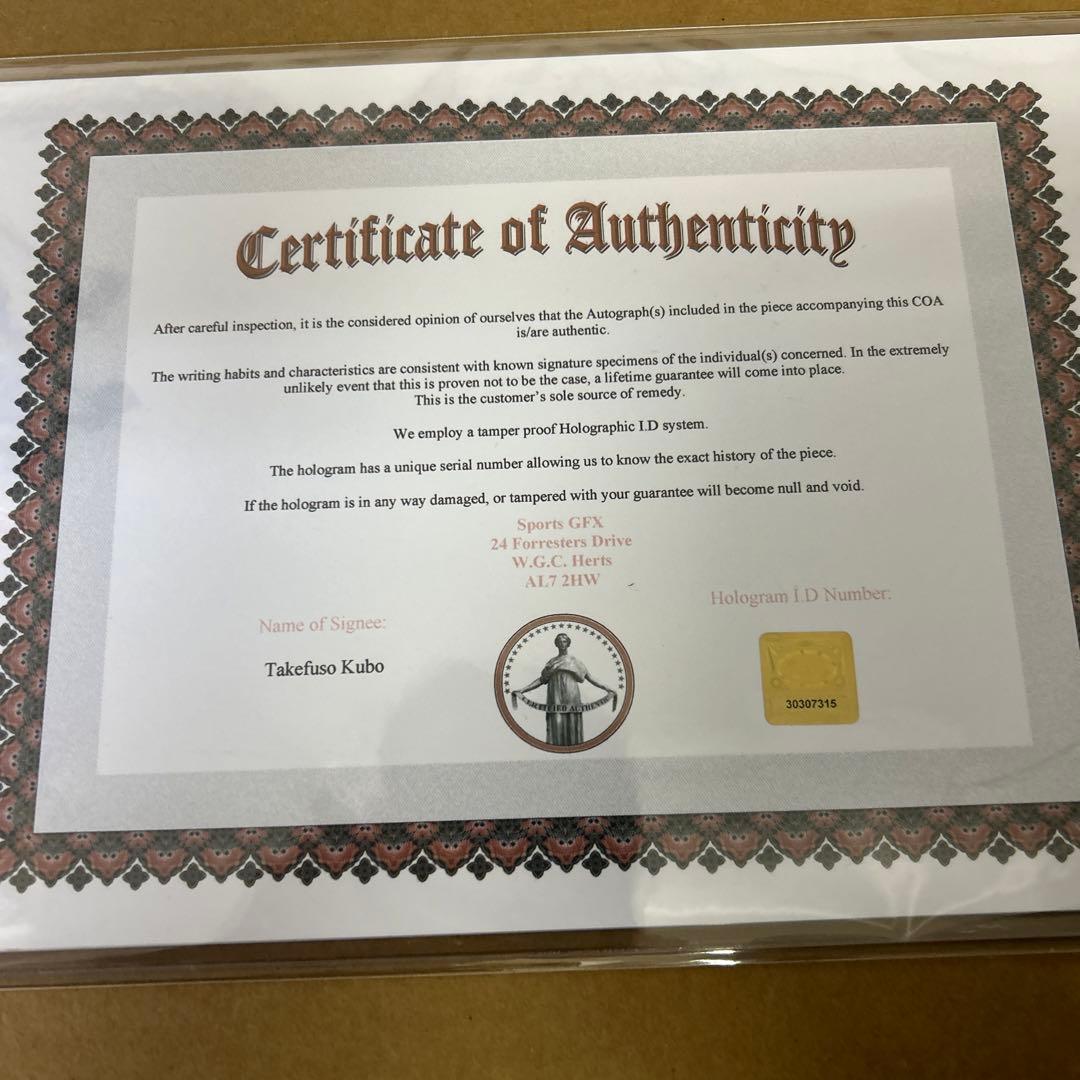 Certificate of Authenticity
After careful inspection, it is the considered opinion of ourselves that the Autograph(s) included in the piece accompanying this COA
is/are authentic.
The writing habits and characteristics are consistent with known signature specimens of the individual(s) concerned. In the extremely
unlikely event that this is proven not to be the case, a lifetime guarantee will come into place.
This is the customer's sole source of remedy.
We employ a tamper proof Holographic I.D system.
The hologram has a unique serial number allowing us to know the exact history of the piece.
If the hologram is in any way damaged, or tampered with your guarantee will become null and void.
Sports GFX
24 Forresters Drive
W.G.C. Herts
AL7 2HW
Hologram I.D Number:
Name of Signee:
Takefuso Kubo
CERTIFIED AUTHENTIC
30307315